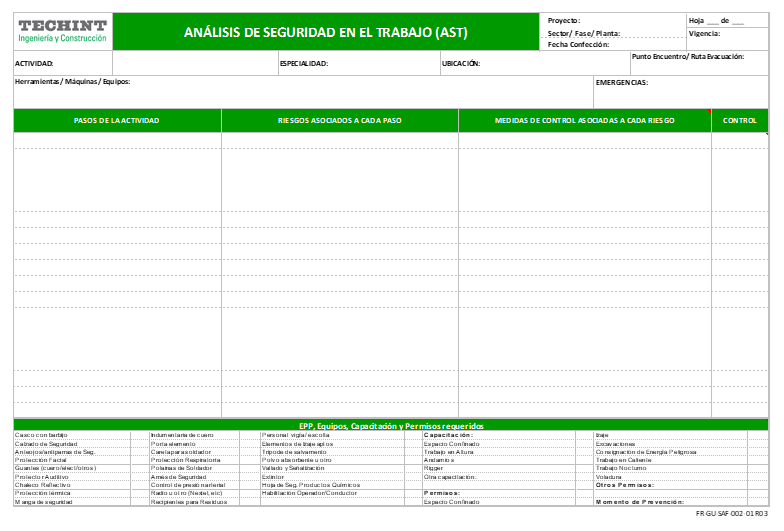 TECHINT
Ingeniería y Construcción
ANÁLISIS DE SEGURIDAD EN EL TRABAJO (AST)
Proyecto:
Hoja ___ de ___
Sector/ Fase/ Planta:
Vigencia:
Fecha Confección:
ACTIVIDAD:
ESPECIALIDAD:
UBICACIÓN:
Punto Encuentro/ Ruta Evacuación:
Herramientas/ Máquinas/ Equipos:
EMERGENCIAS:
PASOS DE LA ACTIVIDAD
RIESGOS ASOCIADOS A CADA PASO
MEDIDAS DE CONTROL ASOCIADAS A CADA RIESGO
CONTROL
EPP, Equipos, Capacitación y Permisos requeridos
Casco con barbijo
Indumentaria de cuero
Personal vigía/ escolta
Capacitación:
Izaje
Calzado de Seguridad
Porta elemento
Elementos de Izaje aptos
Espacio Confinado
Excavaciones
Anteojos/antiparras de Seg.
Careta para soldador
Trípode de salvamento
Trabajo en Altura
Consignación de Energía Peligrosa
Protección Facial
Protección Respiratoria
Polvo absorbente u otro
Andamios
Trabajo en Caliente
Guantes (cuero/elect/otros)
Polainas de Soldador
Vallado y Señalización
Rigger
Trabajo Nocturno
Protector Auditivo
Arnés de Seguridad
Extintor
Otra capacitación.
Voladura
Chaleco Reflectivo
Control de presión arterial
Hoja de Seg. Productos Químicos
Otros Permisos:
Protección térmica
Radio u otro (Nextel, etc)
Habilitación Operador/Conductor
Permisos:
Manga de seguridad
Recipientes para Residuos
Espacio Confinado
Momento de Prevención:
FR-GU-SAF-002-01 R03